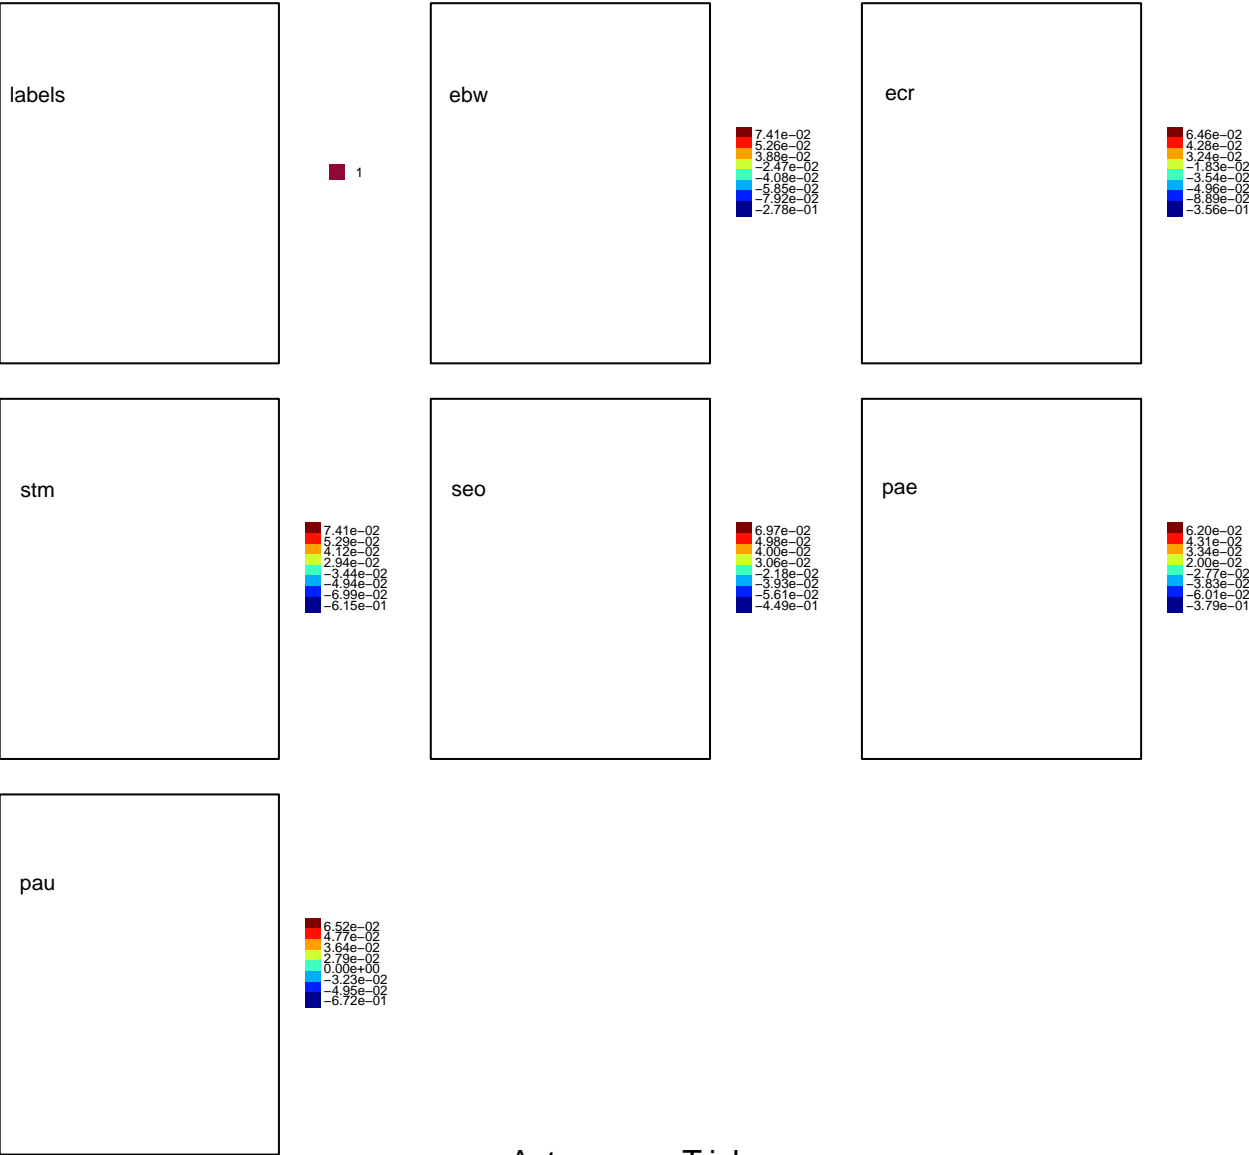 labels
1
ebw
7.41e−02
5.26e−02
3.88e−02
−2.47e−02
−4.08e−02
−5.85e−02
−7.92e−02
−2.78e−01
ecr
6.46e−02
4.28e−02
3.24e−02
−1.83e−02
−3.54e−02
−4.96e−02
−8.89e−02
−3.56e−01
stm
7.41e−02
5.29e−02
4.12e−02
2.94e−02
−3.44e−02
−4.94e−02
−6.99e−02
−6.15e−01
seo
6.97e−02
4.98e−02
4.00e−02
3.06e−02
−2.18e−02
−3.93e−02
−5.61e−02
−4.49e−01
pae
6.20e−02
4.31e−02
3.34e−02
2.00e−02
−2.77e−02
−3.83e−02
−6.01e−02
−3.79e−01
pau
6.52e−02
4.77e−02
3.64e−02
2.79e−02
0.00e+00
−3.23e−02
−4.95e−02
−6.72e−01